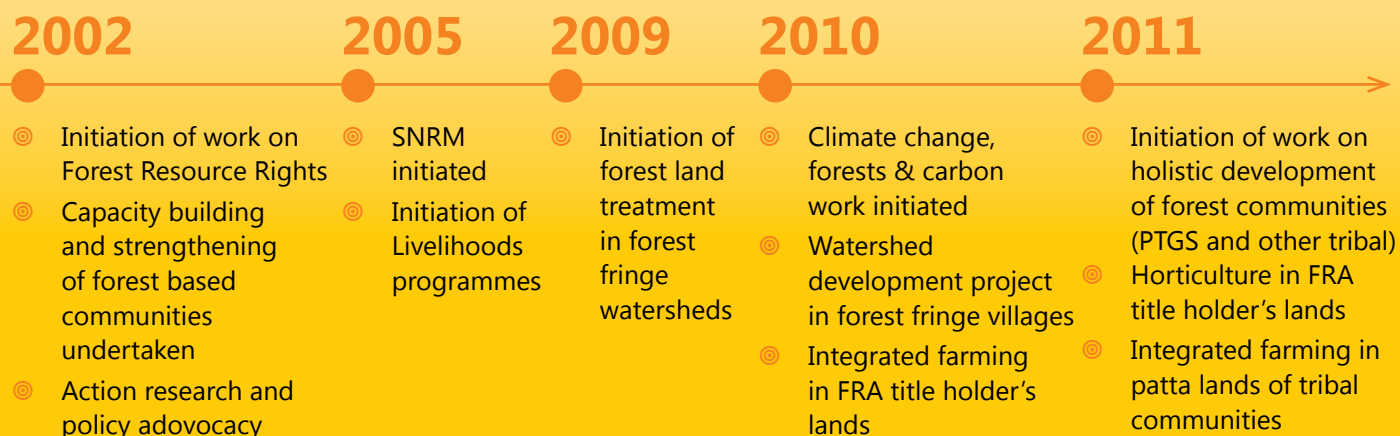 2002
Initiation of work on
Forest Resource Rights
Capacity building
and strengthening
of forest based
communities
undertaken
Action research and
policy adovocacy
2005
SNRM
initiated
Initiation of
Livelihoods
programmes
2009
Initiation of
forest land
treatment
in forest
fringe
watersheds
2010
Climate change,
forests & carbon
work initiated
Watershed
development project
in forest fringe villages
Integrated farming
in FRA title holder's
lands
2011
Initiation of work on
holistic development
of forest communities
(PTGS and other tribal)
Horticulture in FRA
title holder's lands
Integrated farming in
patta lands of tribal
communities